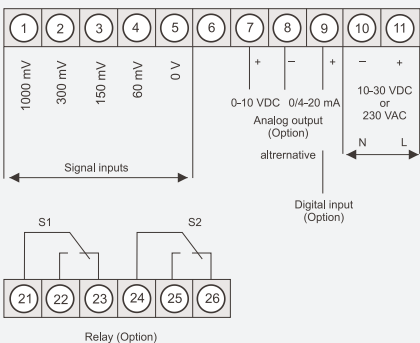 1 2 3 4 5 6 7 8 9 10 11
1000 mV
300 mV
150 mV
60 mV
0 V
+ − + − +
0-10 VDC 0/4-20 mA
Analog output
(Option)
altrernative
10-30 VDC
or
230 VAC
N L
Signal inputs
Digital input
(Option)
S1 S2
21 22 23 24 25 26
Relay (Option)